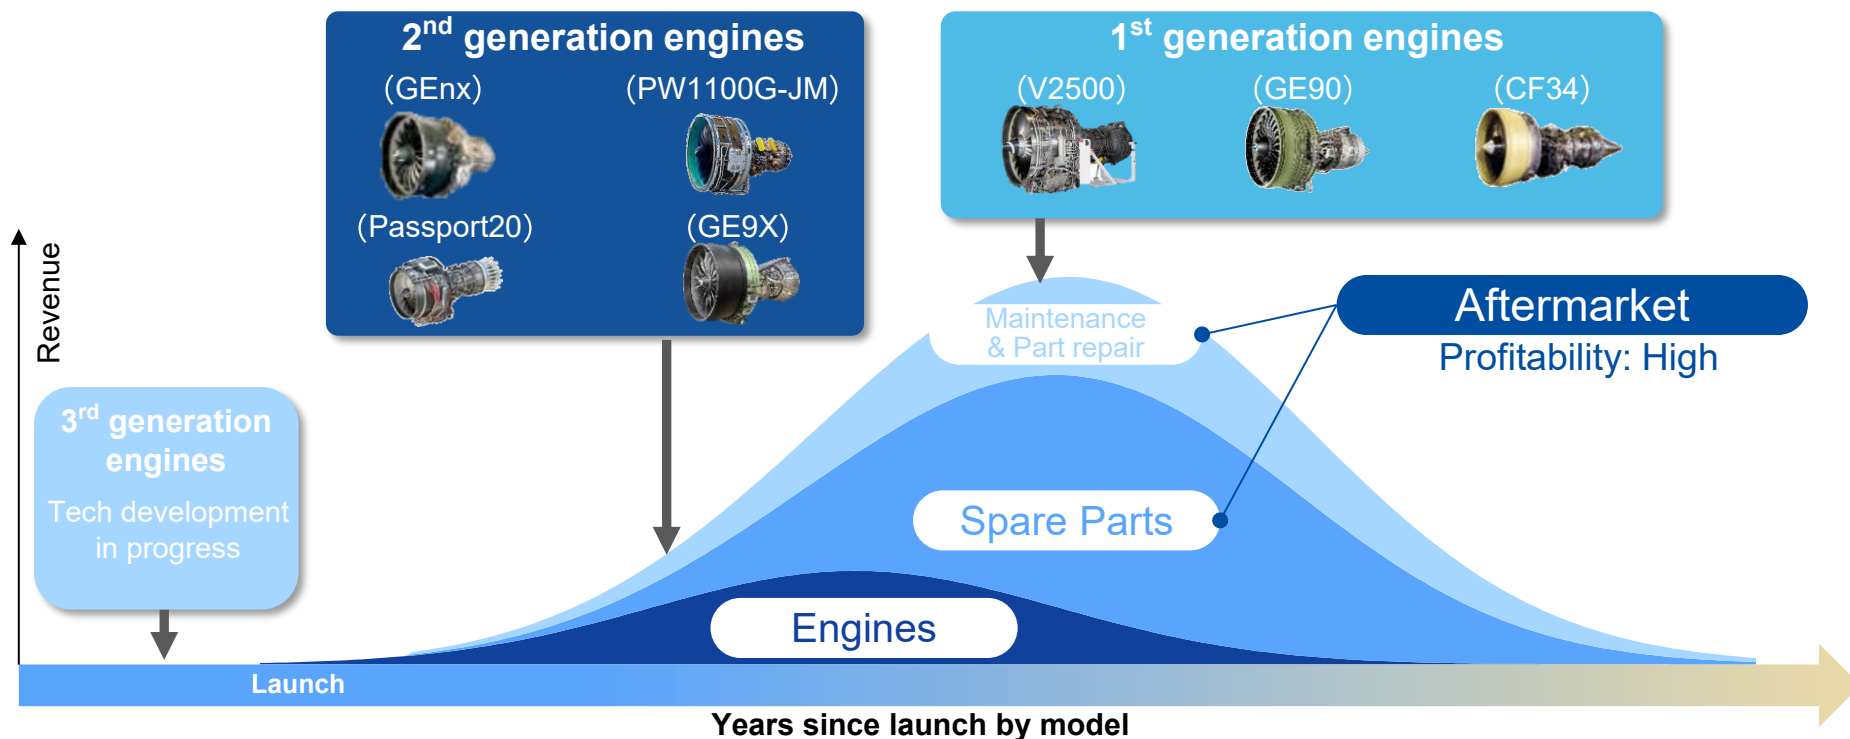 2nd generation engines
(GEnx)
(PW1100G-JM)
(Passport20)
(GE9X)
1st generation engines
(V2500)
(GE90)
(CF34)
Revenue
3rd generation
engines
Tech development
in progress
Maintenance
& Part repair
Aftermarket
Profitability: High
Spare Parts
Engines
Launch
Years since launch by model